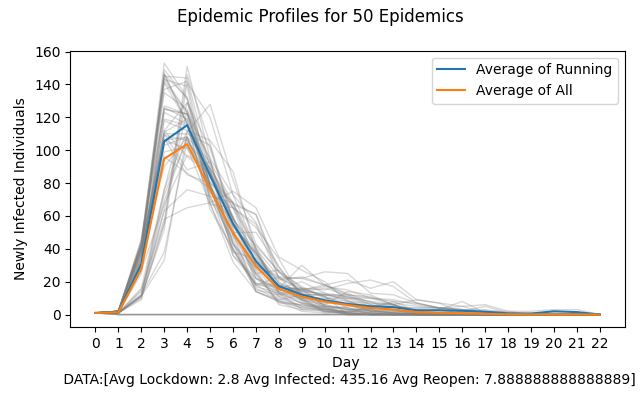 Epidemic Profiles for 50 Epidemics
160
140
120
100
80
60
40
20
0
Newly Infected Individuals
Average of Running
Average of All
0 1 2 3 4 5 6 7 8 9 10 11 12 13 14 15 16 17 18 19 20 21 22
Day
DATA:[Avg Lockdown: 2.8 Avg Infected: 435.16 Avg Reopen: 7.888888888888889]